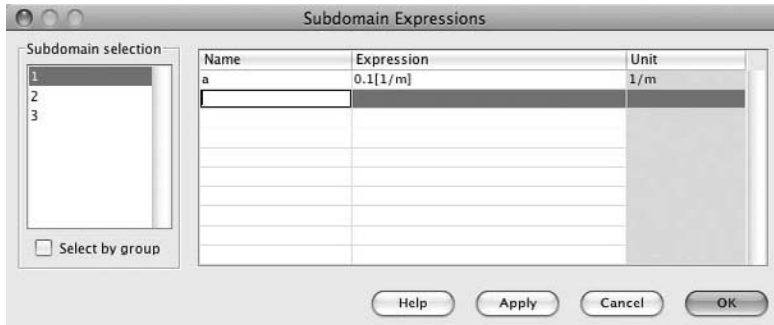 Subdomain Expressions
Subdomain selection
1
2
3
Select by group
Name Expression Unit
a 0.1[1/m] 1/m
Help Apply Cancel OK